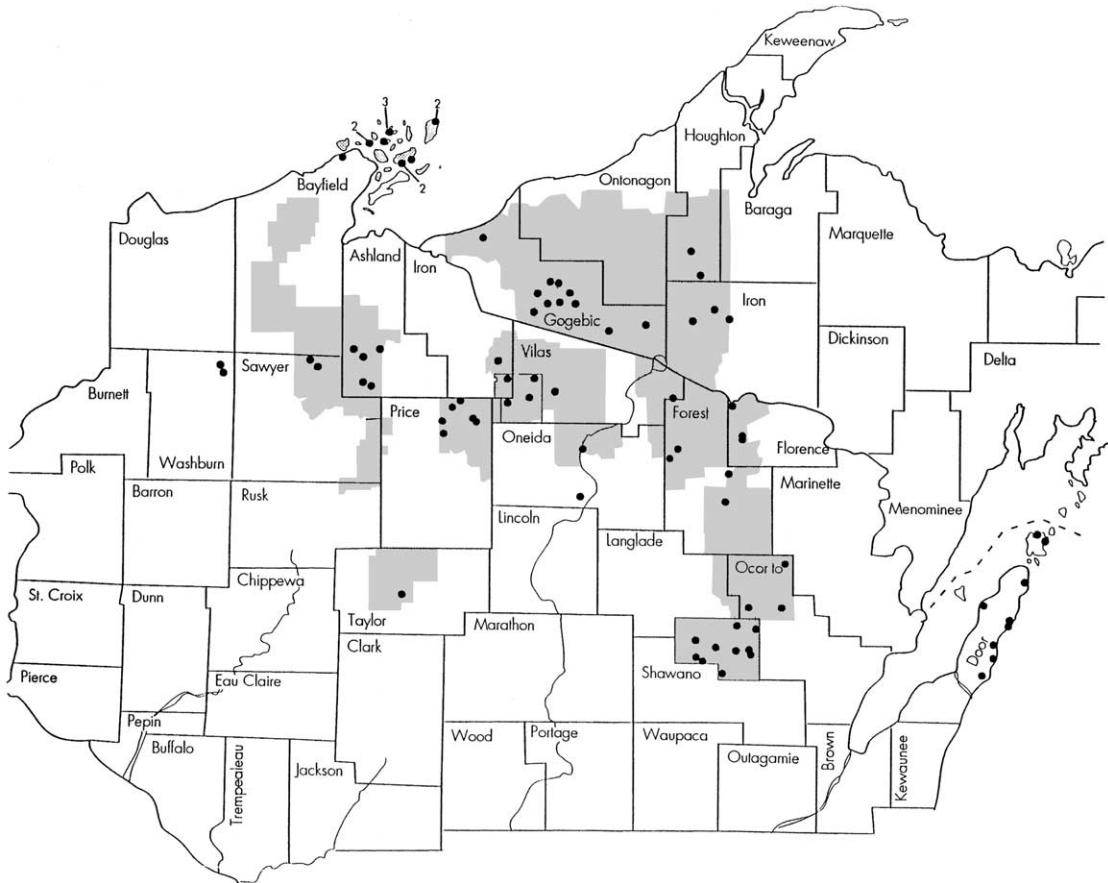 Keweenaw
3
2
2
Houghton
2
Bayfield
Ontonagon
Baraga
Douglas
Marquette
Ashland
Iron
Iron
Gogebic
Dickinson
Vilas
Sawyer
Delta
Burnett
Price
Forest
Oneida
Florence
Washburn
Polk
Marinette
Barron
Rusk
Menominee
Lincoln
Langlade
Ocorto
Chippewa
St. Croix
Dunn
Taylor
Marathon
Clark
Door
Shawano
Pierce
Eau Claire
Pepin
Buffalo
Wood
Portage
Waupaca
Outagamie
Brown
Kewaunee
Jackson
Trempealeau